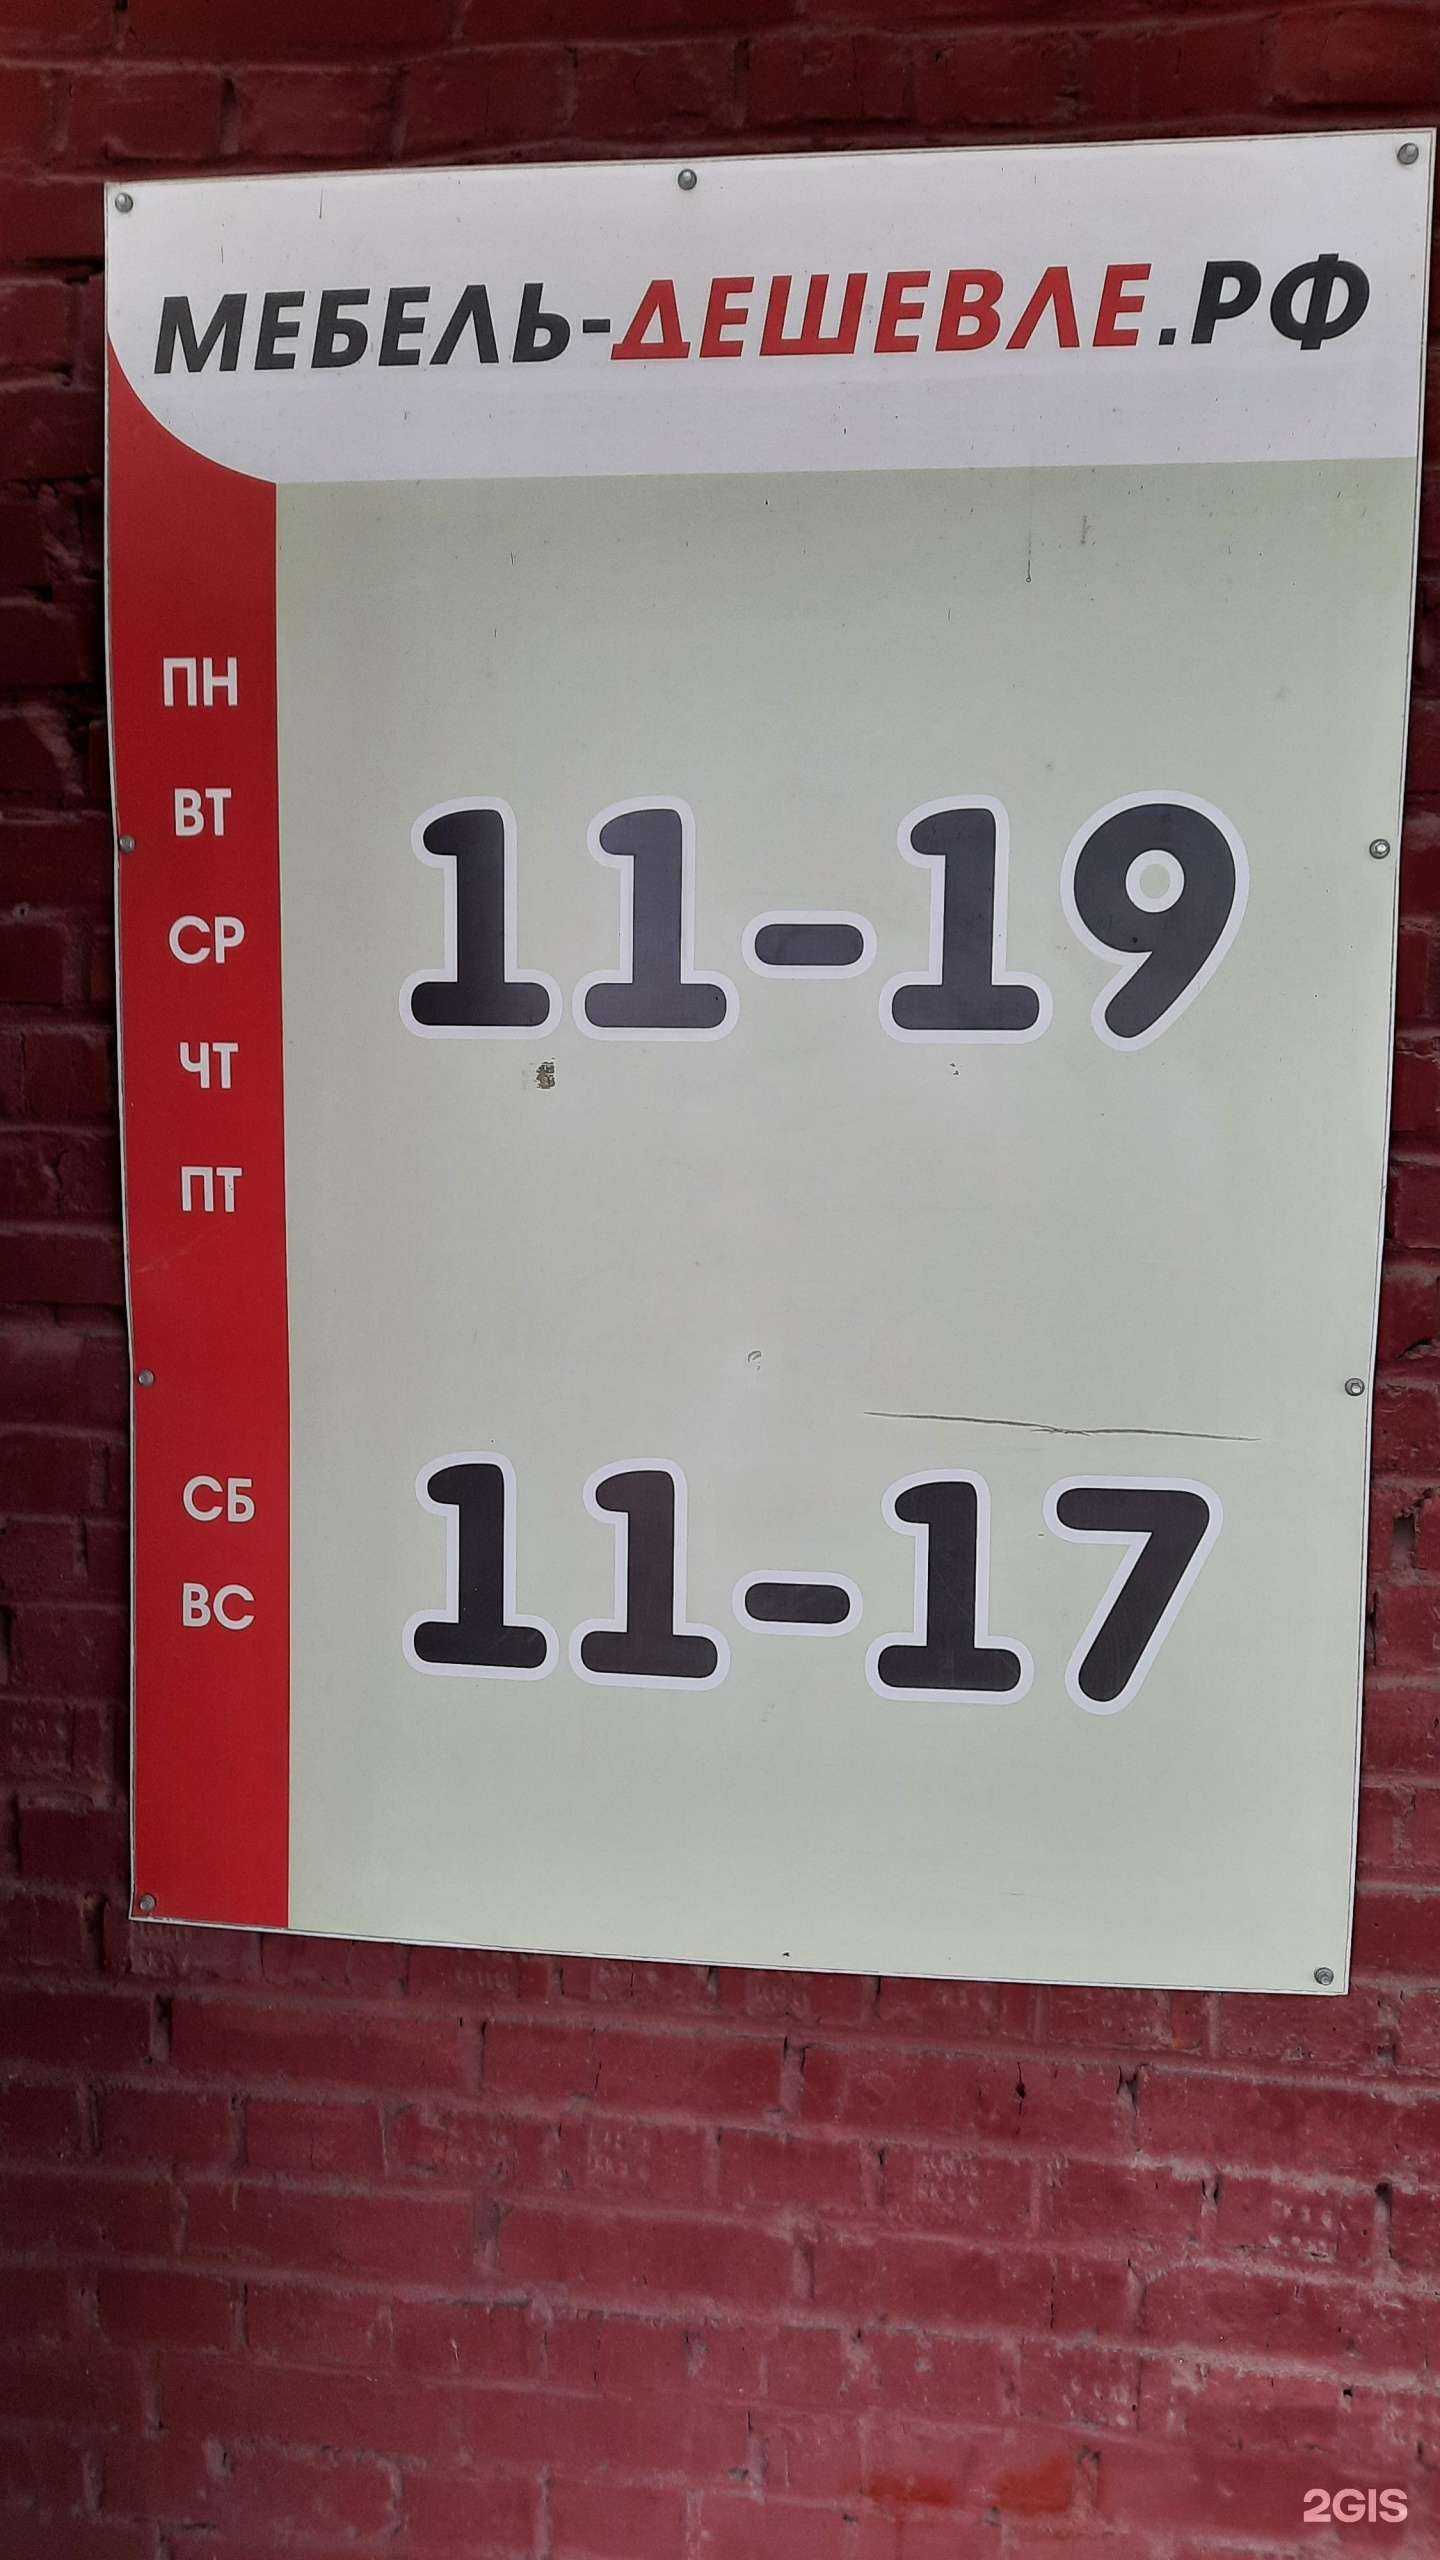 МЕБЕЛЬ-ДЕШЕВЛЕ.РФ
ПН
ВТ
СР
ЧТ
ПТ
11-19
СБ
ВС
11-17
2GIS